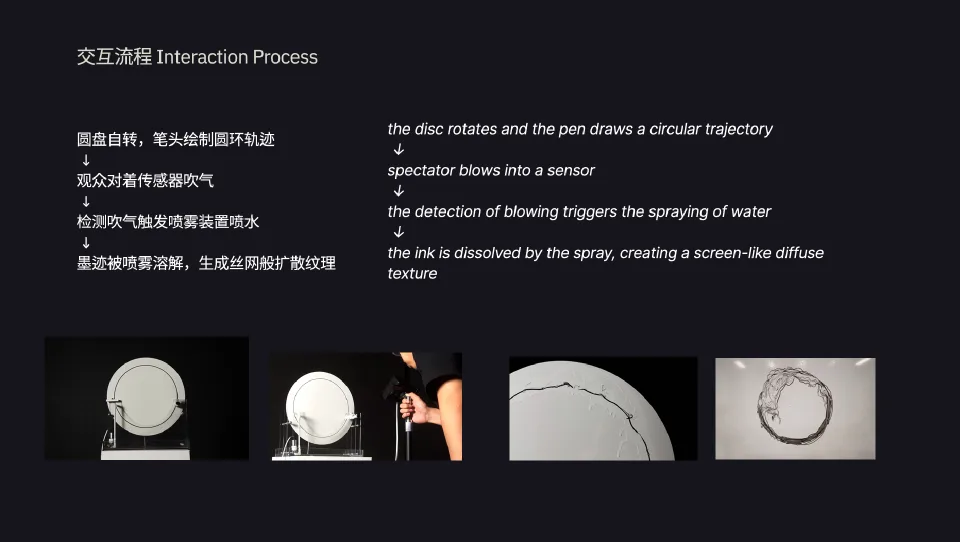 交互流程 Interaction Process
圆盘自转，笔头绘制圆环轨迹
↓
观众对着传感器吹气
↓
检测吹气触发喷雾装置喷水
↓
墨迹被喷雾溶解，生成丝网般扩散纹理
the disc rotates and the pen draws a circular trajectory
↓
spectator blows into a sensor
↓
the detection of blowing triggers the spraying of water
↓
the ink is dissolved by the spray, creating a screen-like diffuse
texture